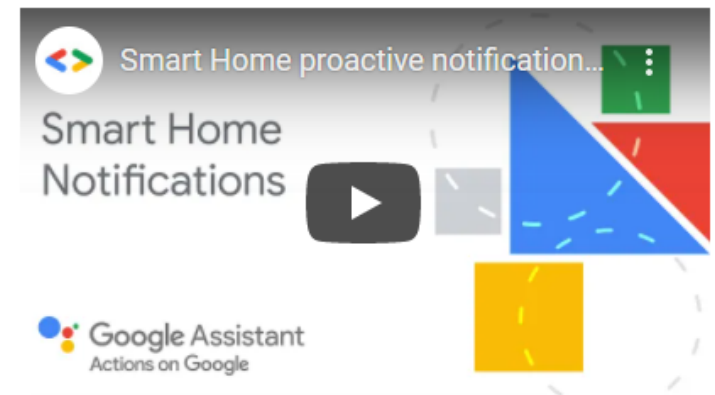 Smart Home proactive notification...
Smart Home
Notifications
Google Assistant
Actions on Google